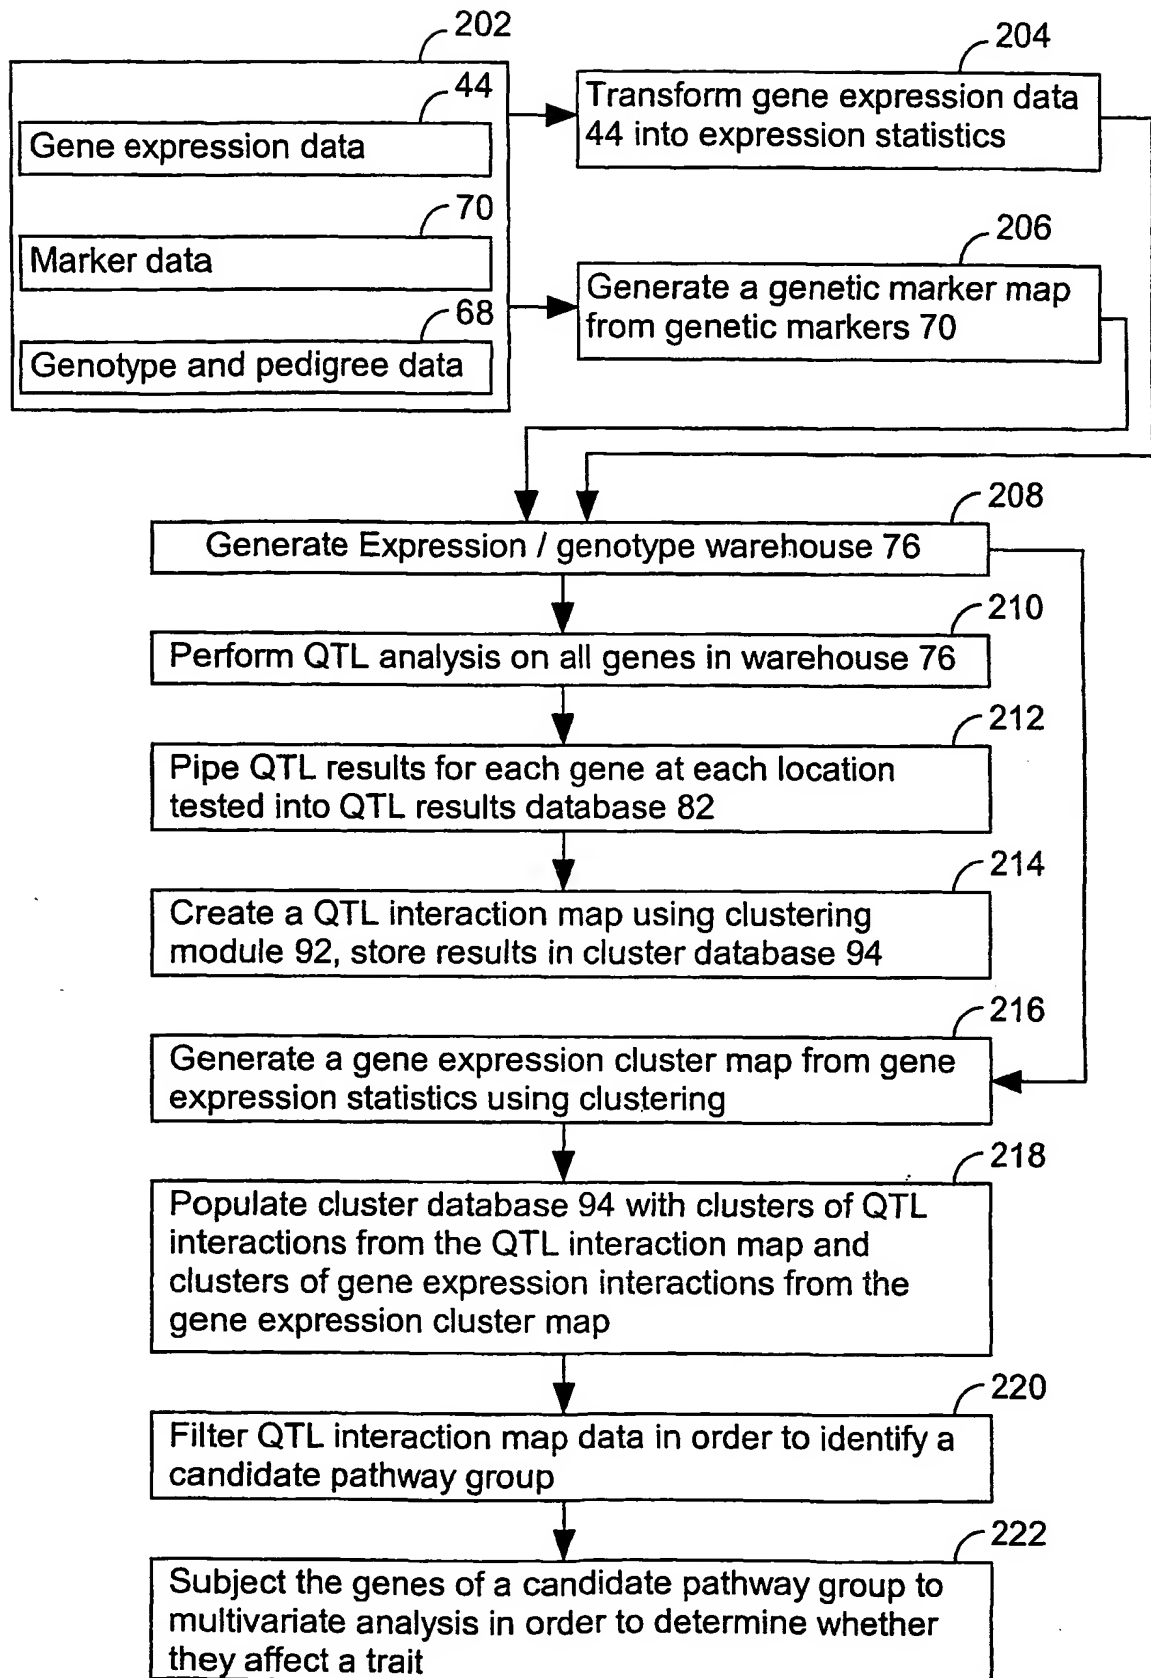 202
44
Gene expression data
70
Marker data
68
Genotype and pedigree data
204
Transform gene expression data
44 into expression statistics
206
Generate a genetic marker map
from genetic markers 70
208
Generate Expression / genotype warehouse 76
210
Perform QTL analysis on all genes in warehouse 76
212
Pipe QTL results for each gene at each location
tested into QTL results database 82
214
Create a QTL interaction map using clustering
module 92, store results in cluster database 94
216
Generate a gene expression cluster map from gene
expression statistics using clustering
218
Populate cluster database 94 with clusters of QTL
interactions from the QTL interaction map and
clusters of gene expression interactions from the
gene expression cluster map
220
Filter QTL interaction map data in order to identify a
candidate pathway group
222
Subject the genes of a candidate pathway group to
multivariate analysis in order to determine whether
they affect a trait